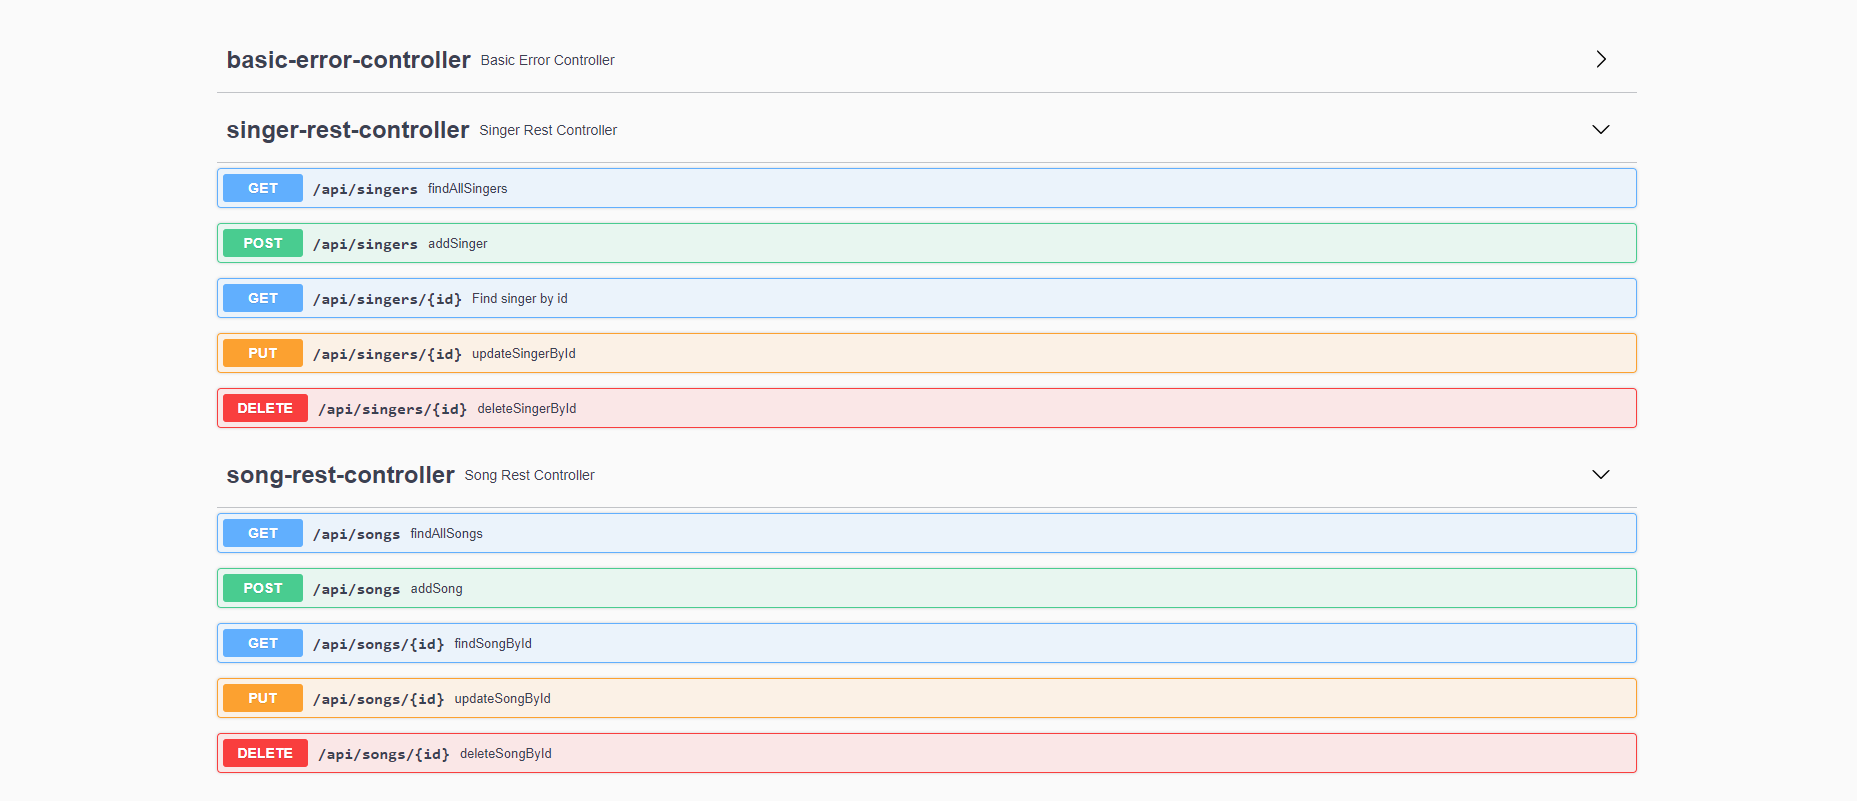 basic-error-controller Basic Error Controller
singer-rest-controller Singer Rest Controller
GET /api/singers findAllSingers
POST /api/singers addSinger
GET /api/singers/{id} Find singer by id
PUT /api/singers/{id} updateSingerById
DELETE /api/singers/{id} deleteSingerById
song-rest-controller Song Rest Controller
GET /api/songs findAllSongs
POST /api/songs addSong
GET /api/songs/{id} findSongById
PUT /api/songs/{id} updateSongById
DELETE /api/songs/{id} deleteSongById